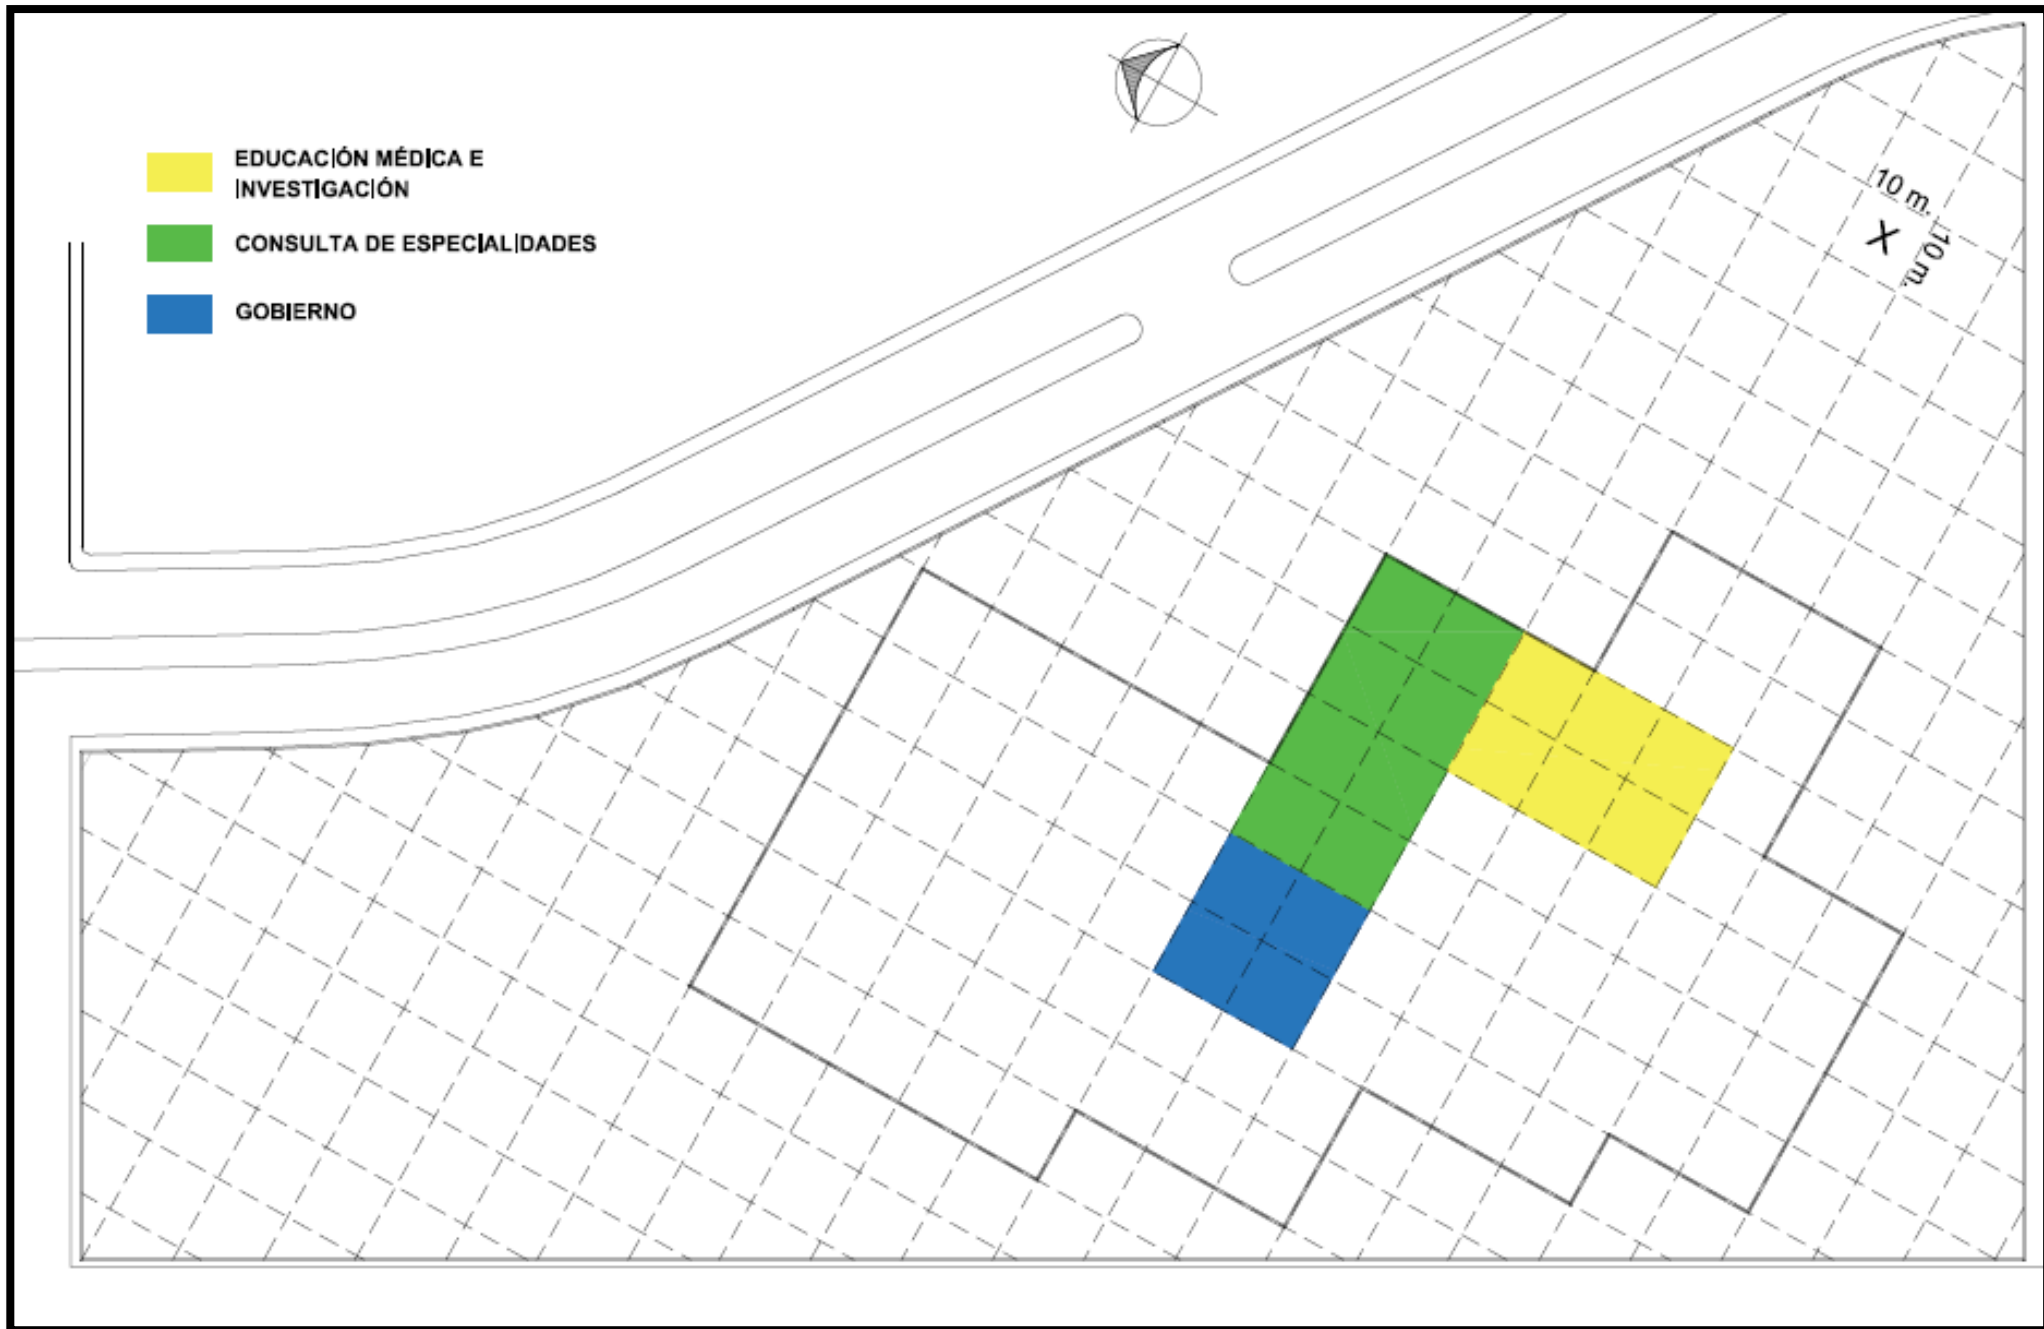 EDUCACIÓN MÉDICA E
INVESTIGACIÓN
CONSULTA DE ESPECIALIDADES
GOBIERNO
10 m.
X
10 m.